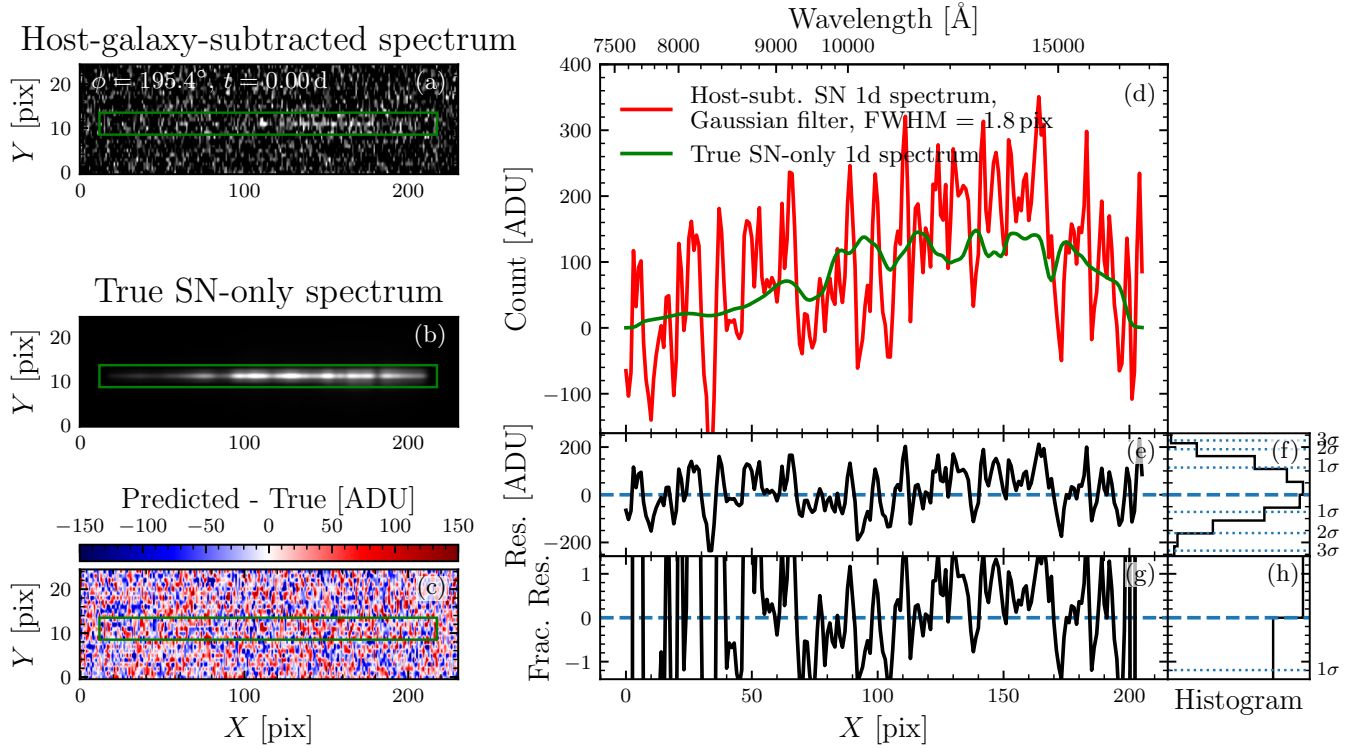 Host-galaxy-subtracted spectrum
ϕ = 195.4°, t = 0.00 d
(a)
Y [pix]
20
10
0
0
100
200
True SN-only spectrum
(b)
Y [pix]
20
10
0
0
100
200
Predicted - True [ADU]
−150
−100
−50
0
50
100
150
(c)
Y [pix]
20
10
0
0
100
200
X [pix]
Wavelength [Å]
7500
8000
9000
10000
15000
(d)
Host-subt. SN 1d spectrum,
Gaussian filter, FWHM = 1.8 pix
True SN-only 1d spectrum
Count [ADU]
400
300
200
100
0
−100
Res. [ADU]
200
0
−200
(e)
(f)
3σ
2σ
1σ
1σ
2σ
3σ
Frac. Res.
1
0
−1
(g)
(h)
1σ
0
50
100
150
200
X [pix]
Histogram